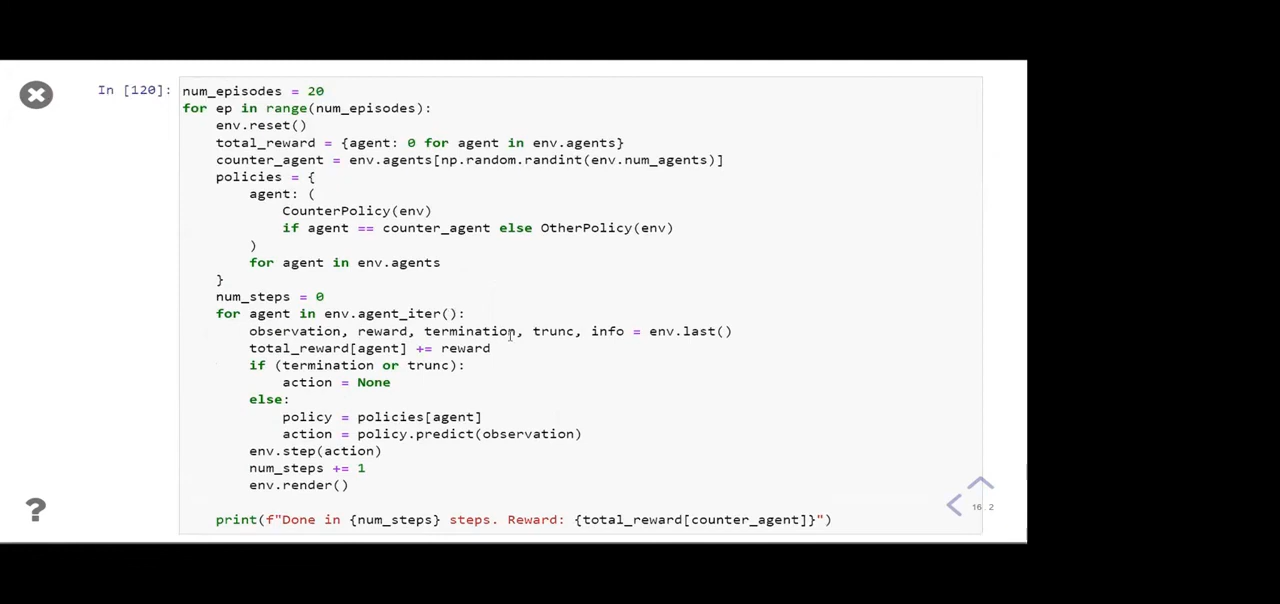 In [120]:
num_episodes = 20
for ep in range(num_episodes):
    env.reset()
    total_reward = {agent: 0 for agent in env.agents}
    counter_agent = env.agents[np.random.randint(env.num_agents)]
    policies = {
        agent: (
            CounterPolicy(env)
            if agent == counter_agent else OtherPolicy(env)
        )
        for agent in env.agents
    }
    num_steps = 0
    for agent in env.agent_iter():
        observation, reward, termination, trunc, info = env.last()
        total_reward[agent] += reward
        if (termination or trunc):
            action = None
        else:
            policy = policies[agent]
            action = policy.predict(observation)
        env.step(action)
        num_steps += 1
        env.render()
    print(f"Done in {num_steps} steps. Reward: {total_reward[counter_agent]}")
?
16 . 2